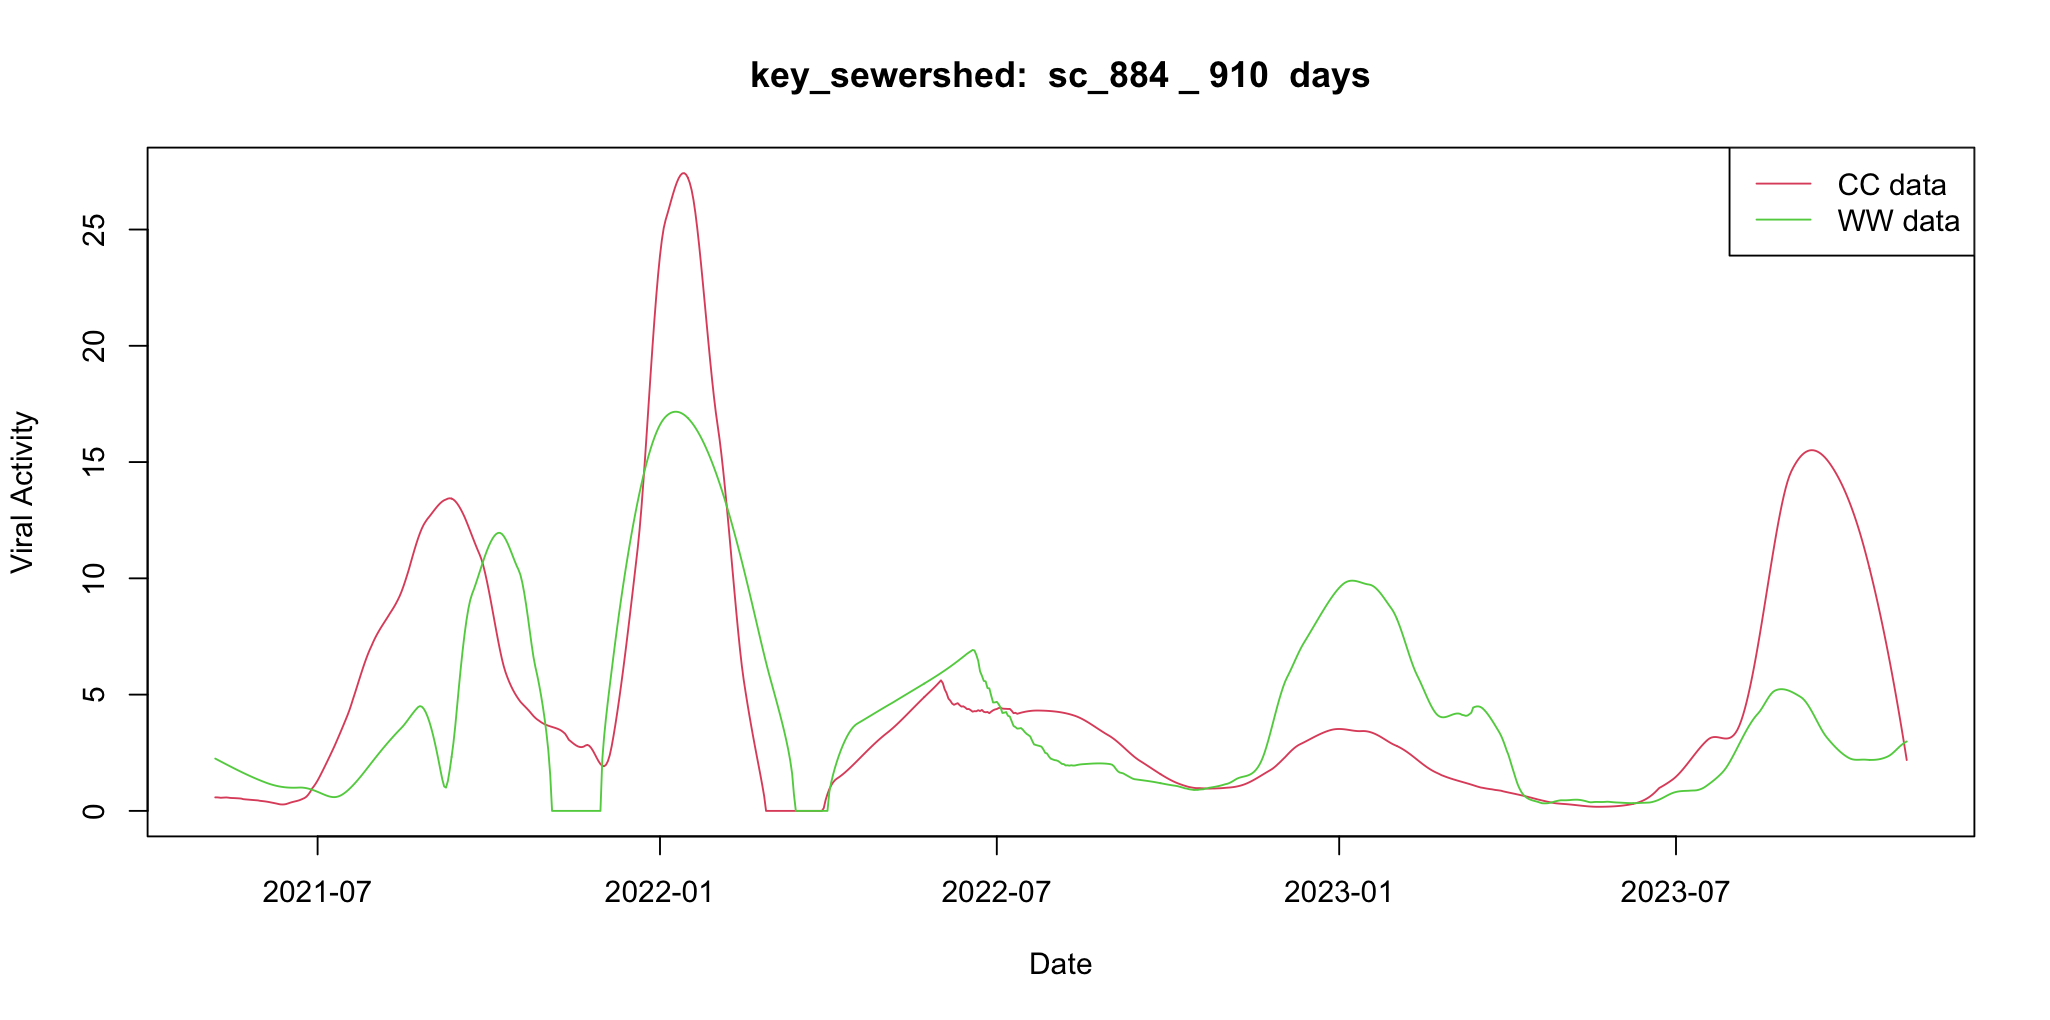 key_sewershed:  sc_884 _ 910  days
CC data
WW data
Viral Activity
25
20
15
10
5
0
2021-07
2022-01
2022-07
2023-01
2023-07
Date